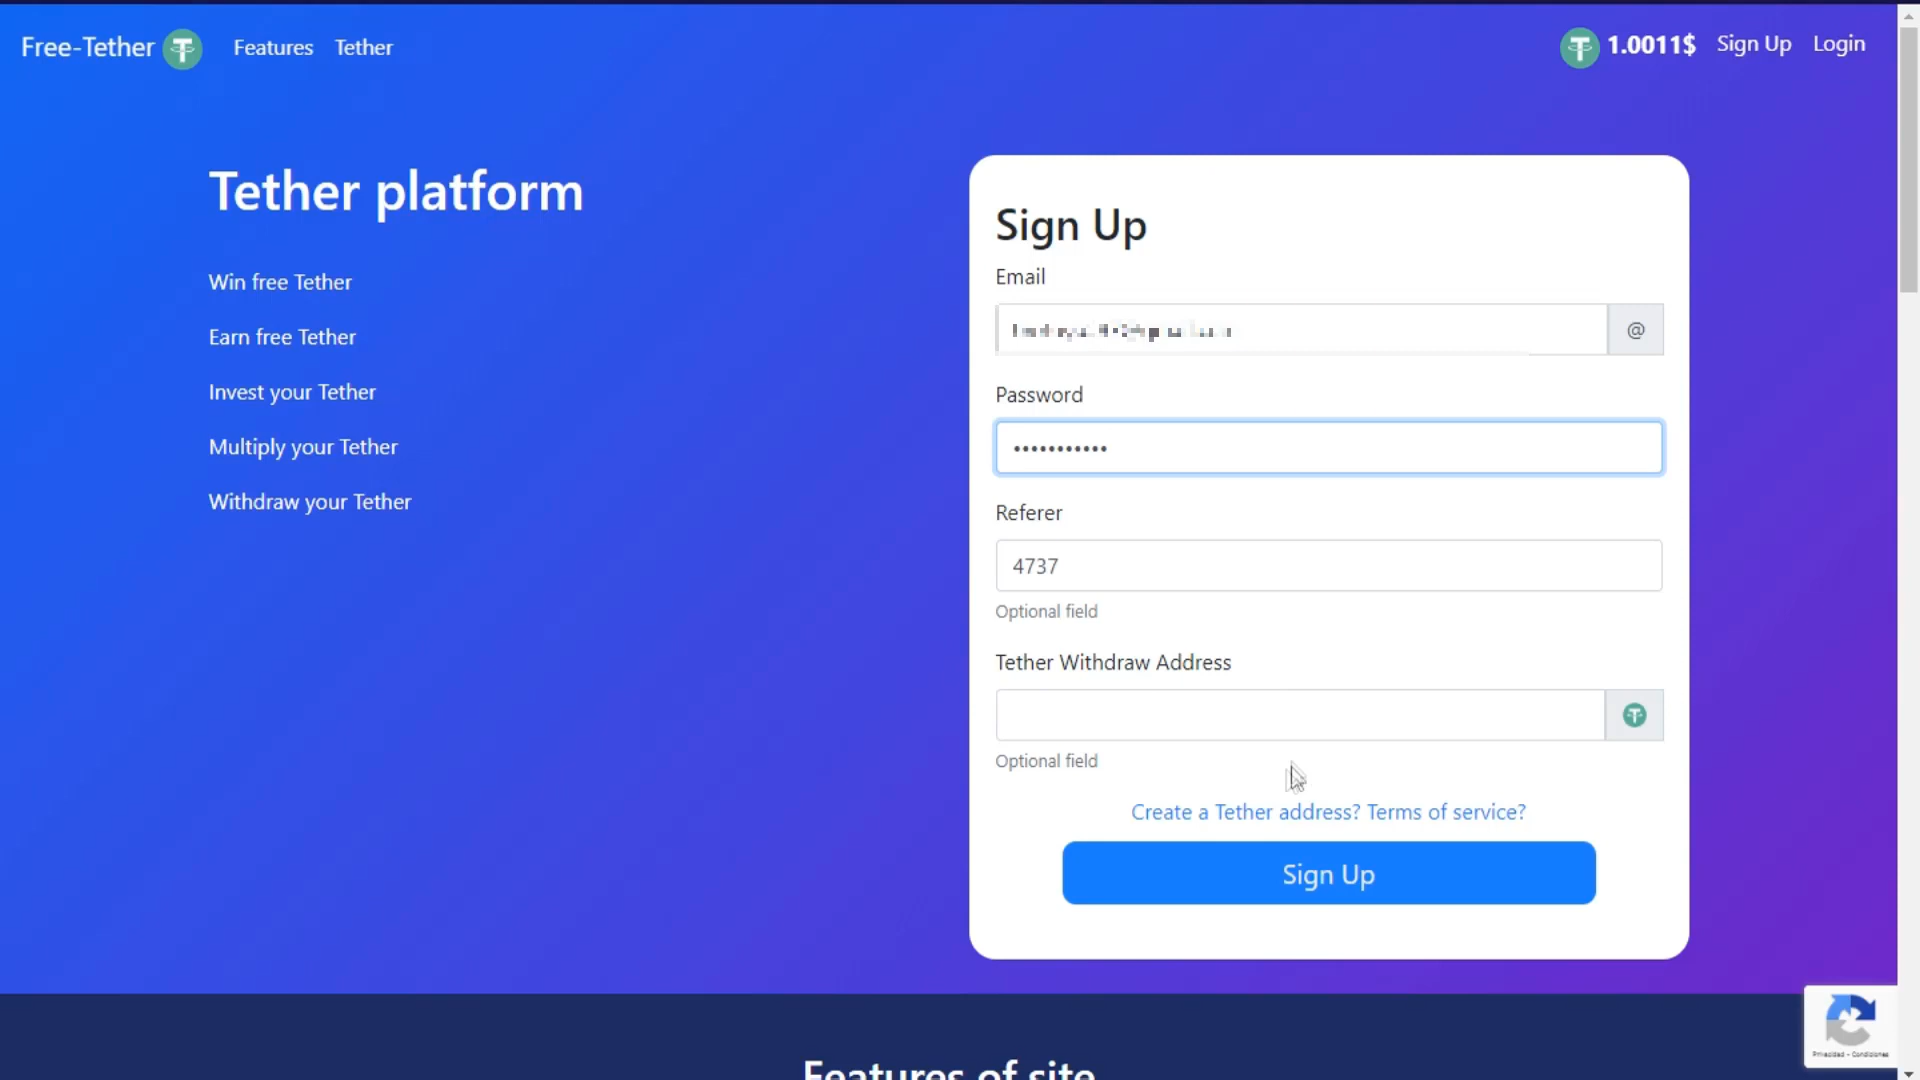 Free-Tether
Features
Tether
1.0011$
Sign Up
Login
Tether platform
Win free Tether
Earn free Tether
Invest your Tether
Multiply your Tether
Withdraw your Tether
Sign Up
Email
@
Password
•••••••••••
Referer
4737
Optional field
Tether Withdraw Address
Optional field
Create a Tether address? Terms of service?
Sign Up
Privacidad - Condiciones
Features of site